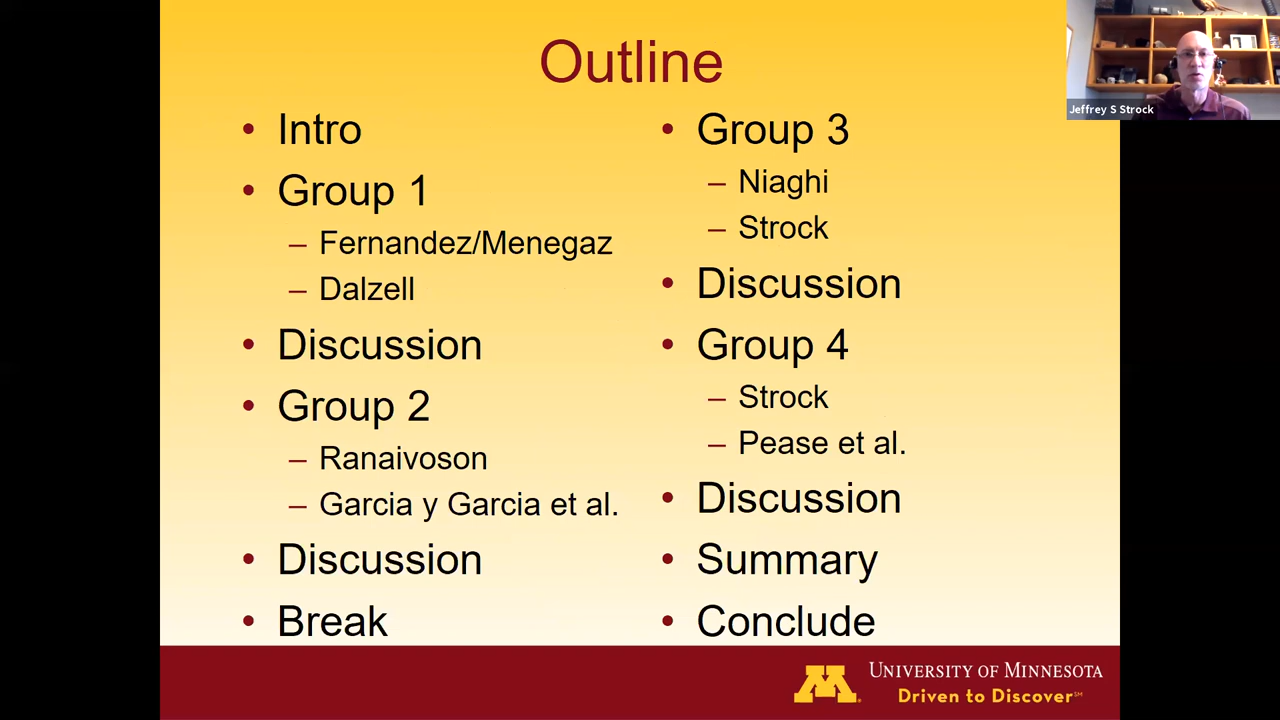 Outline
• Intro
• Group 1
– Fernandez/Menegaz
– Dalzell
• Discussion
• Group 2
– Ranaivoson
– Garcia y Garcia et al.
• Discussion
• Break
• Group 3
– Niaghi
– Strock
• Discussion
• Group 4
– Strock
– Pease et al.
• Discussion
• Summary
• Conclude
Jeffrey S Strock
M
UNIVERSITY OF MINNESOTA
Driven to Discover℠